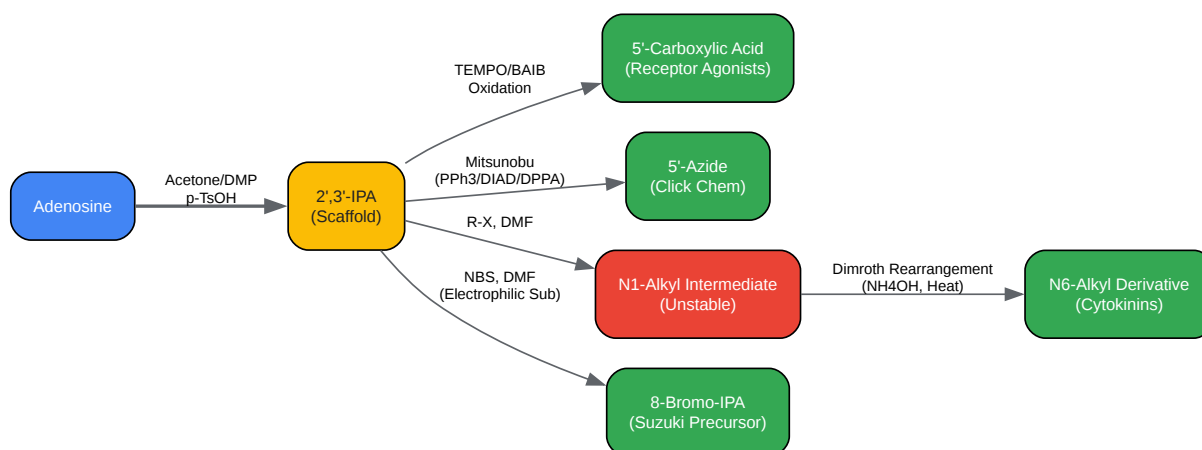 Adenosine
Acetone/DMP
p-TsOH
2',3'-IPA
(Scaffold)
TEMPO/BAIB
Oxidation
5'-Carboxylic Acid
(Receptor Agonists)
Mitsunobu
(PPh3/DIAD/DPPA)
5'-Azide
(Click Chem)
R-X, DMF
N1-Alkyl Intermediate
(Unstable)
Dimroth Rearrangement
(NH4OH, Heat)
N6-Alkyl Derivative
(Cytokinins)
NBS, DMF
(Electrophilic Sub)
8-Bromo-IPA
(Suzuki Precursor)